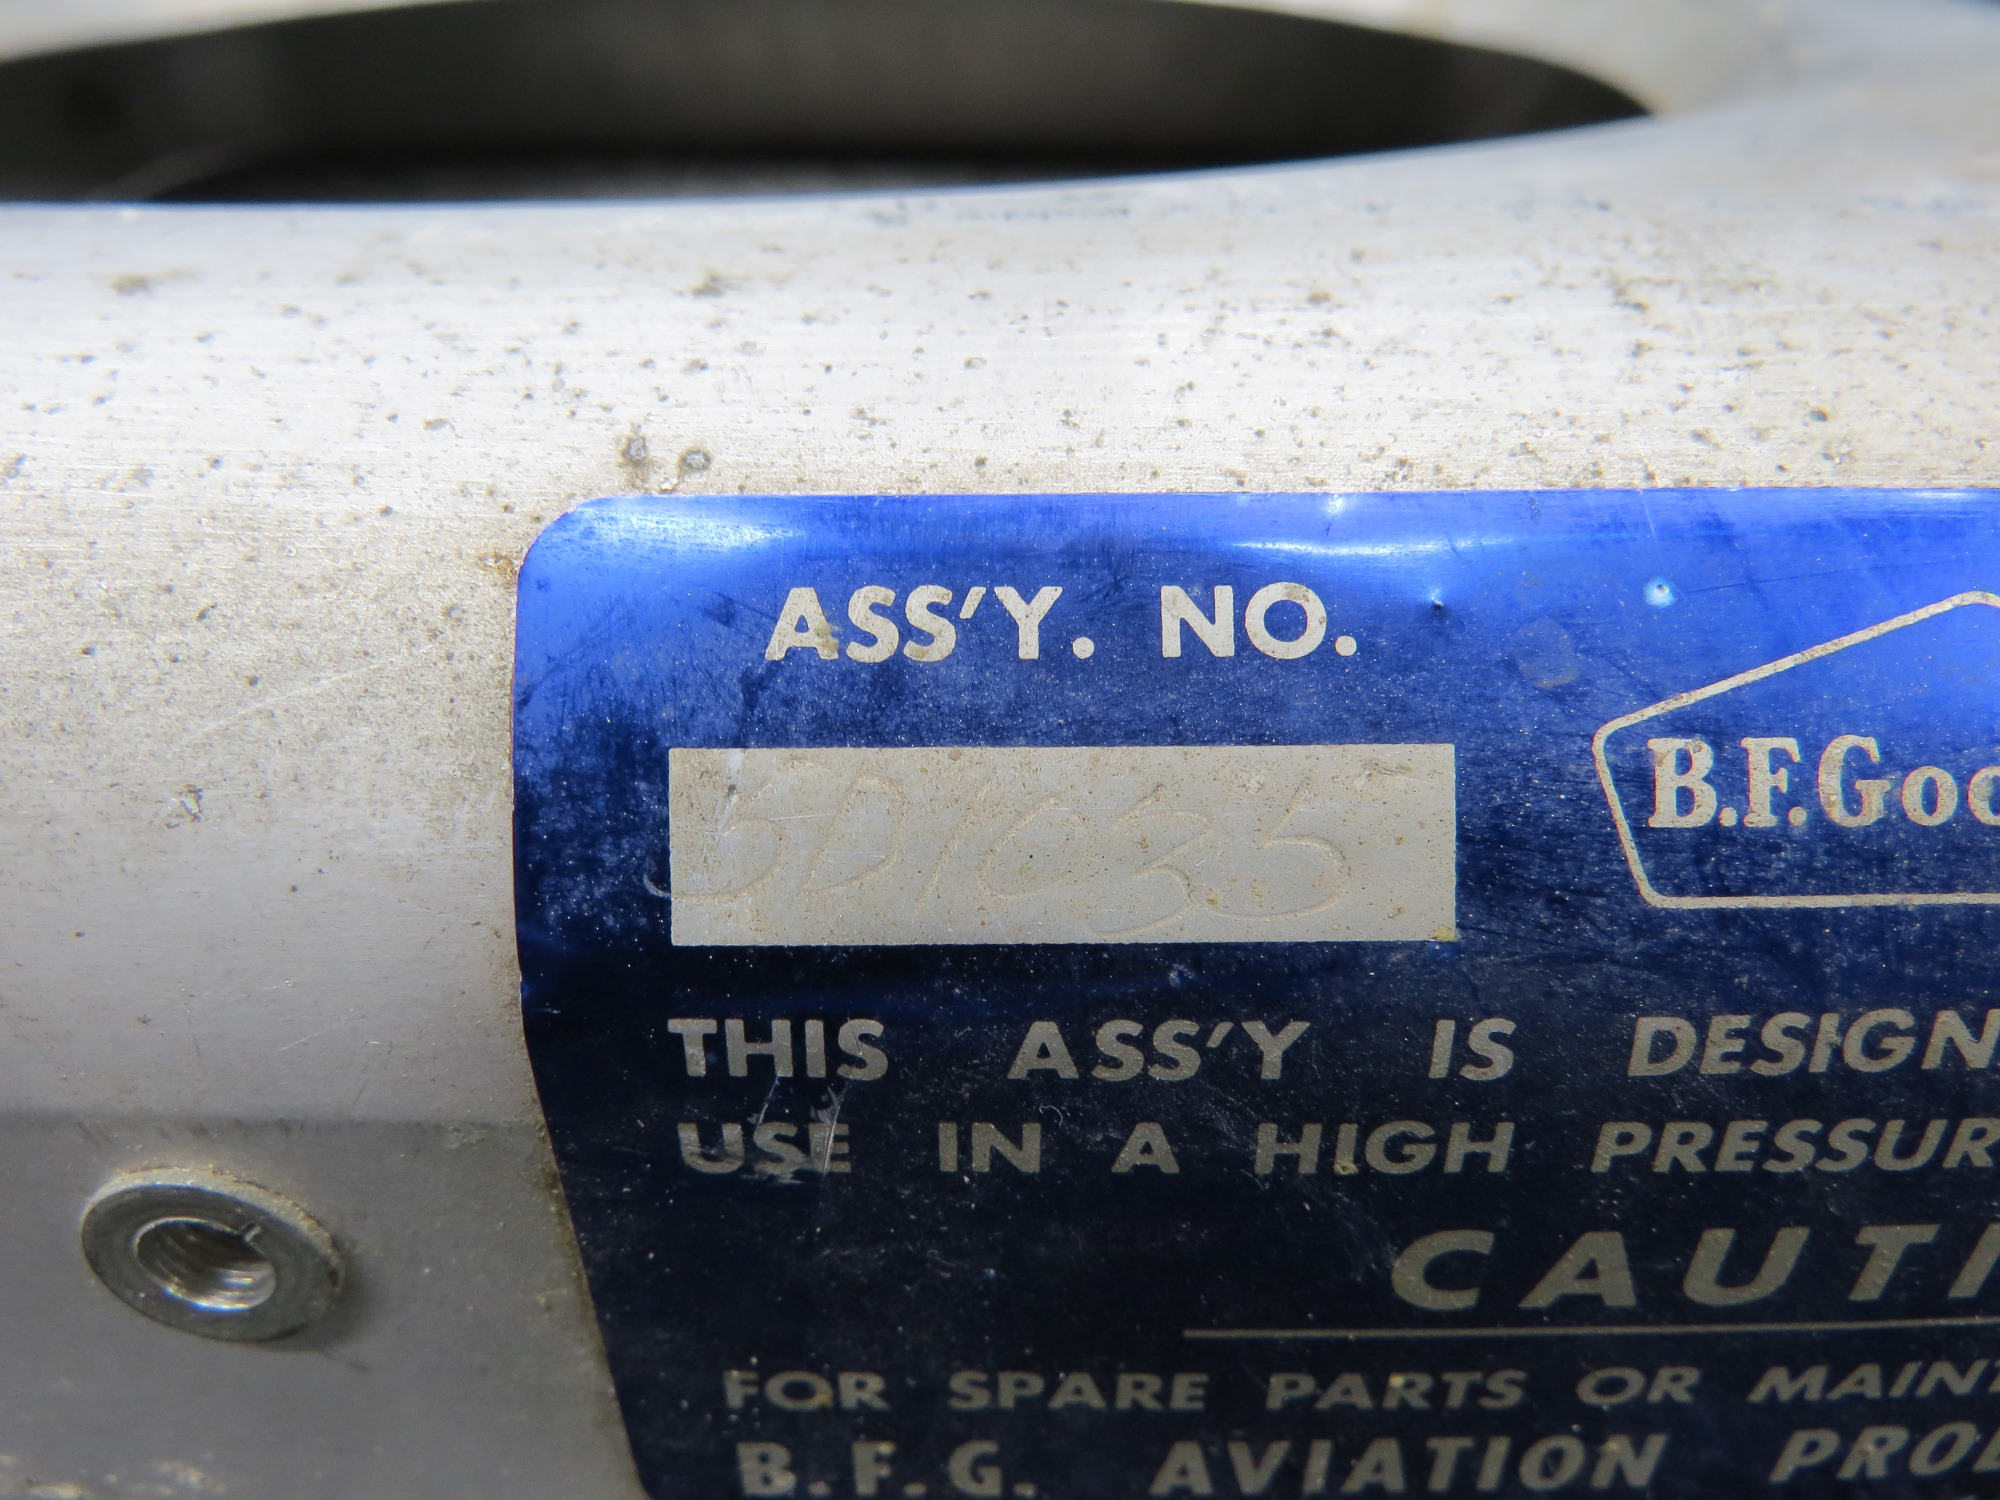 ASS'Y. NO.
B.F.Goo
5D1035
THIS ASS'Y IS DESIGN
USE IN A HIGH PRESSUR
CAUTI
FOR SPARE PARTS OR MAINT
B.F.G. AVIATION PROD